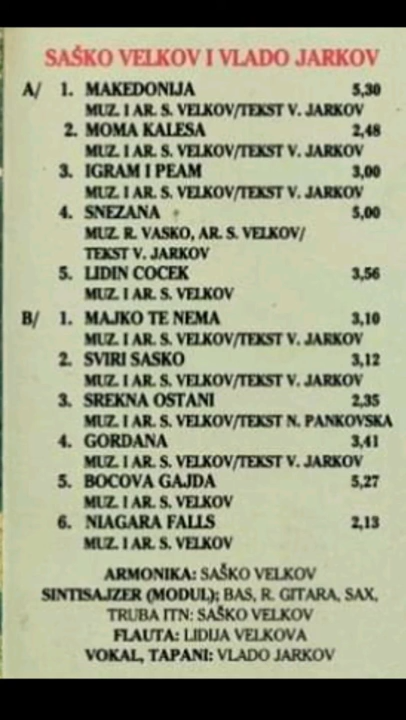 SAŠKO VELKOV I VLADO JARKOV
A/ 1. MAKEDONIJA 5,30
MUZ. I AR. S. VELKOV/TEKST V. JARKOV
2. MOMA KALESA 2,48
MUZ. I AR. S. VELKOV/TEKST V. JARKOV
3. IGRAM I PEAM 3,00
MUZ. I AR. S. VELKOV/TEKST V. JARKOV
4. SNEZANA 5,00
MUZ. R. VASKO, AR. S. VELKOV/
TEKST V. JARKOV
5. LIDIN COCEK 3,56
MUZ. I AR. S. VELKOV
B/ 1. MAJKO TE NEMA 3,10
MUZ. I AR. S. VELKOV/TEKST V. JARKOV
2. SVIRI SASKO 3,12
MUZ. I AR. S. VELKOV/TEKST V. JARKOV
3. SREKNA OSTANI 2,35
MUZ. I AR. S. VELKOV/TEKST N. PANKOVSKA
4. GORDANA 3,41
MUZ. I AR. S. VELKOV/TEKST V. JARKOV
5. BOCOVA GAJDA 5,27
MUZ. I AR. S. VELKOV
6. NIAGARA FALLS 2,13
MUZ. I AR. S. VELKOV
ARMONIKA: SAŠKO VELKOV
SINTISAJZER (MODUL); BAS, R. GITARA, SAX,
TRUBA ITN: SAŠKO VELKOV
FLAUTA: LIDIJA VELKOVA
VOKAL, TAPANI: VLADO JARKOV